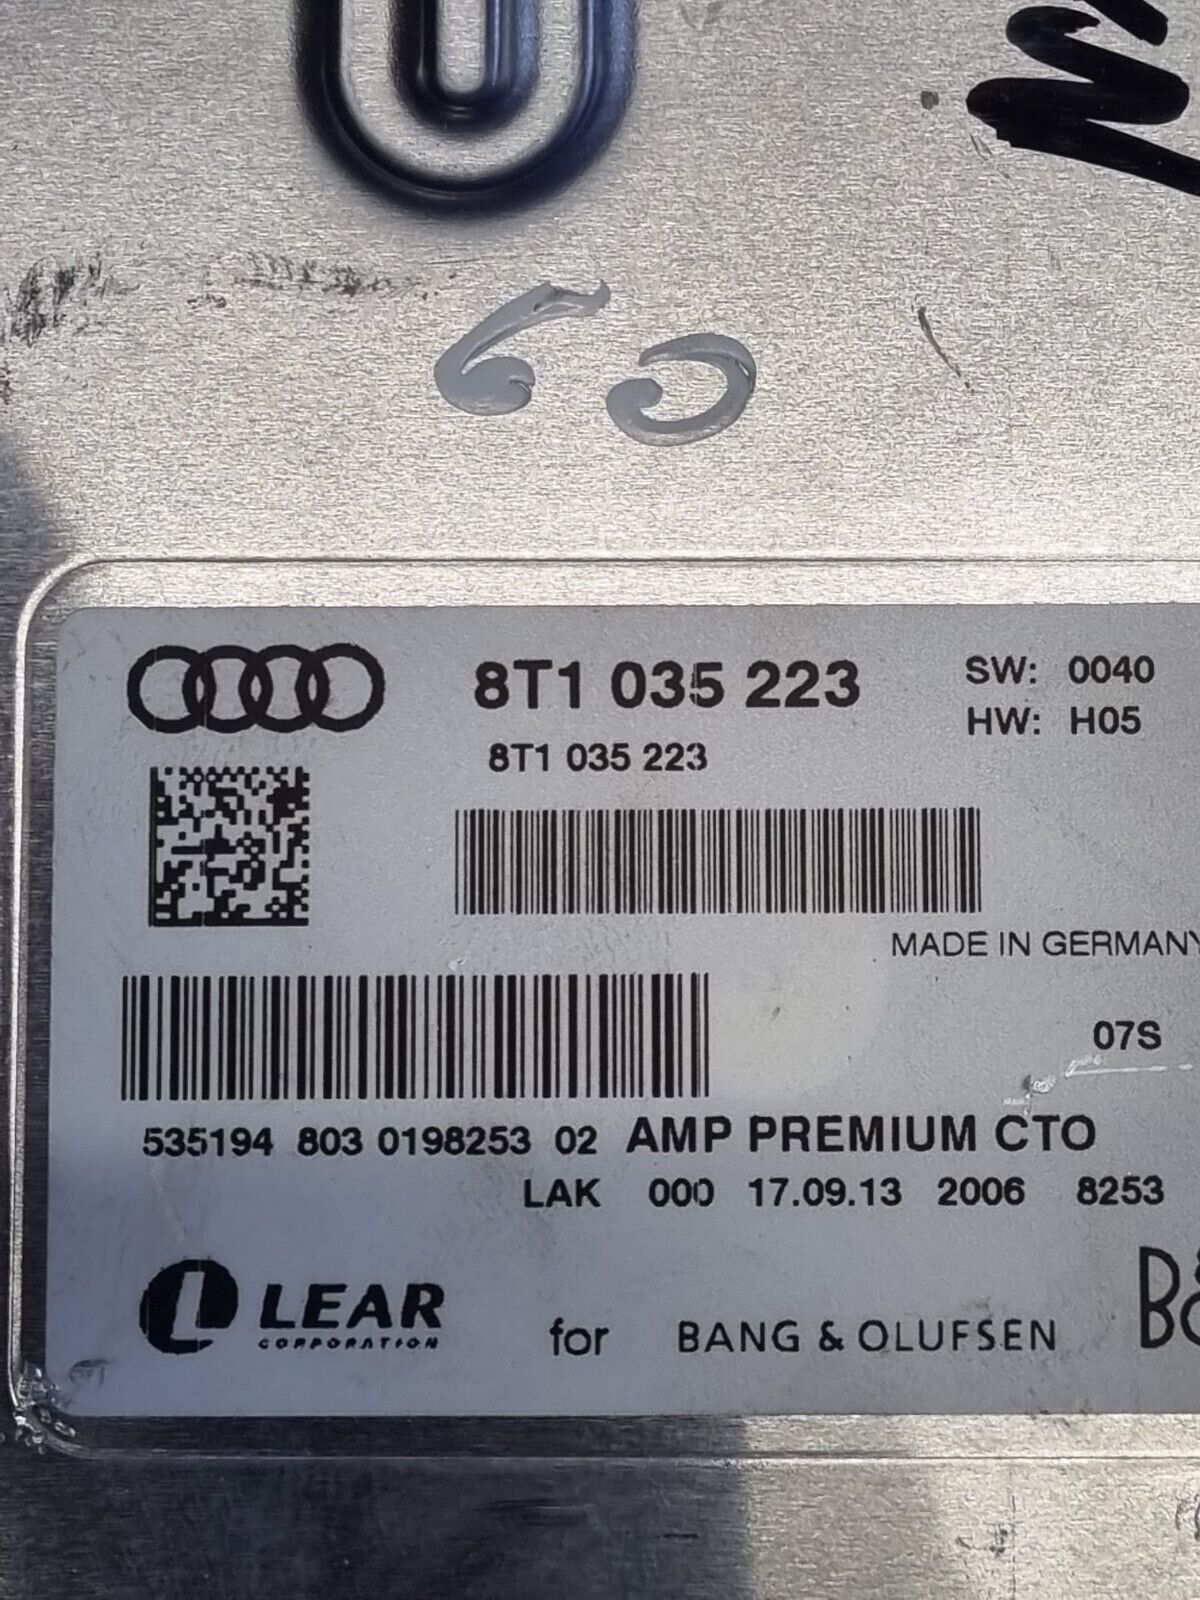 60
8T1 035 223
SW: 0040
HW: H05
8T1 035 223
MADE IN GERMANY
07S
535194 803 0198253 02 AMP PREMIUM CTO
LAK 000 17.09.13 2006 8253
L LEAR
CORPORATION
for BANG & OLUFSEN
B&